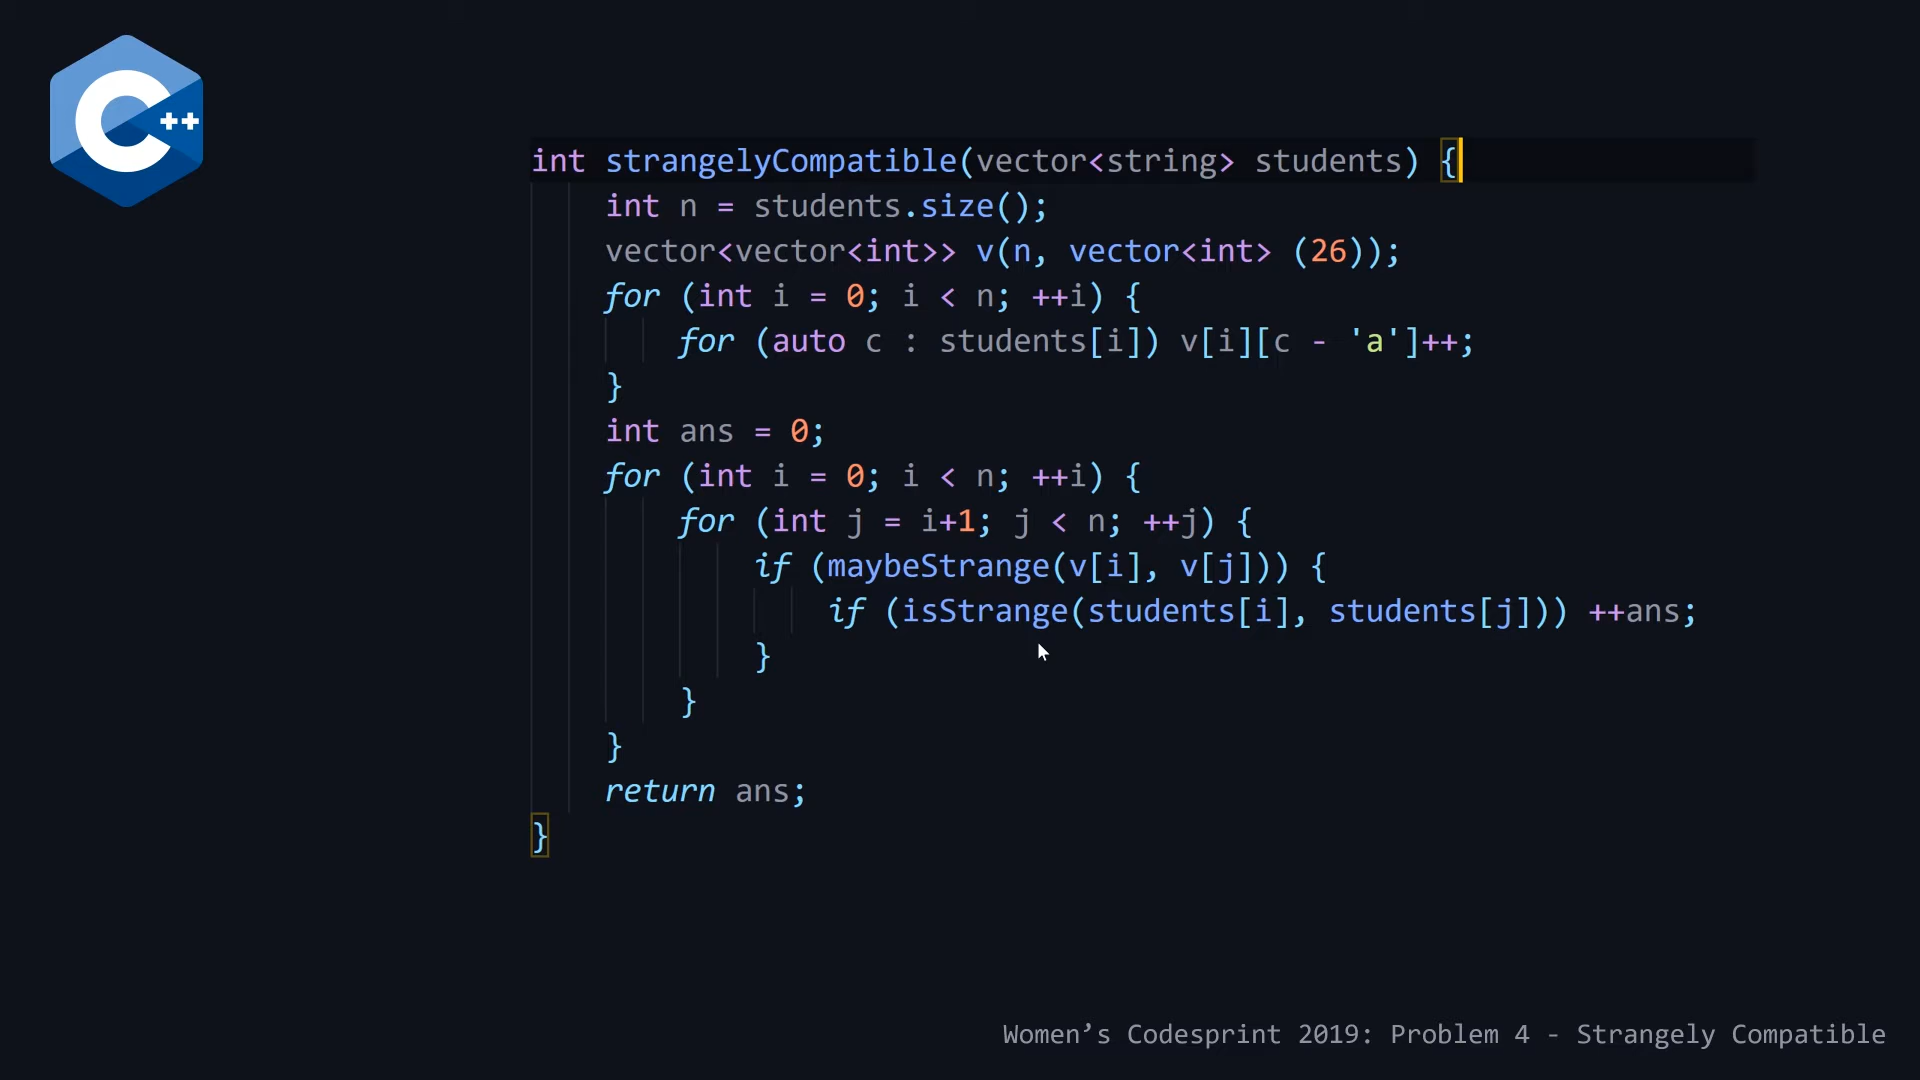 C++
int strangelyCompatible(vector<string> students) {
int n = students.size();
vector<vector<int>> v(n, vector<int> (26));
for (int i = 0; i < n; ++i) {
for (auto c : students[i]) v[i][c - 'a']++;
}
int ans = 0;
for (int i = 0; i < n; ++i) {
for (int j = i+1; j < n; ++j) {
if (maybeStrange(v[i], v[j])) {
if (isStrange(students[i], students[j])) ++ans;
}
}
}
return ans;
}
Women’s Codesprint 2019: Problem 4 - Strangely Compatible